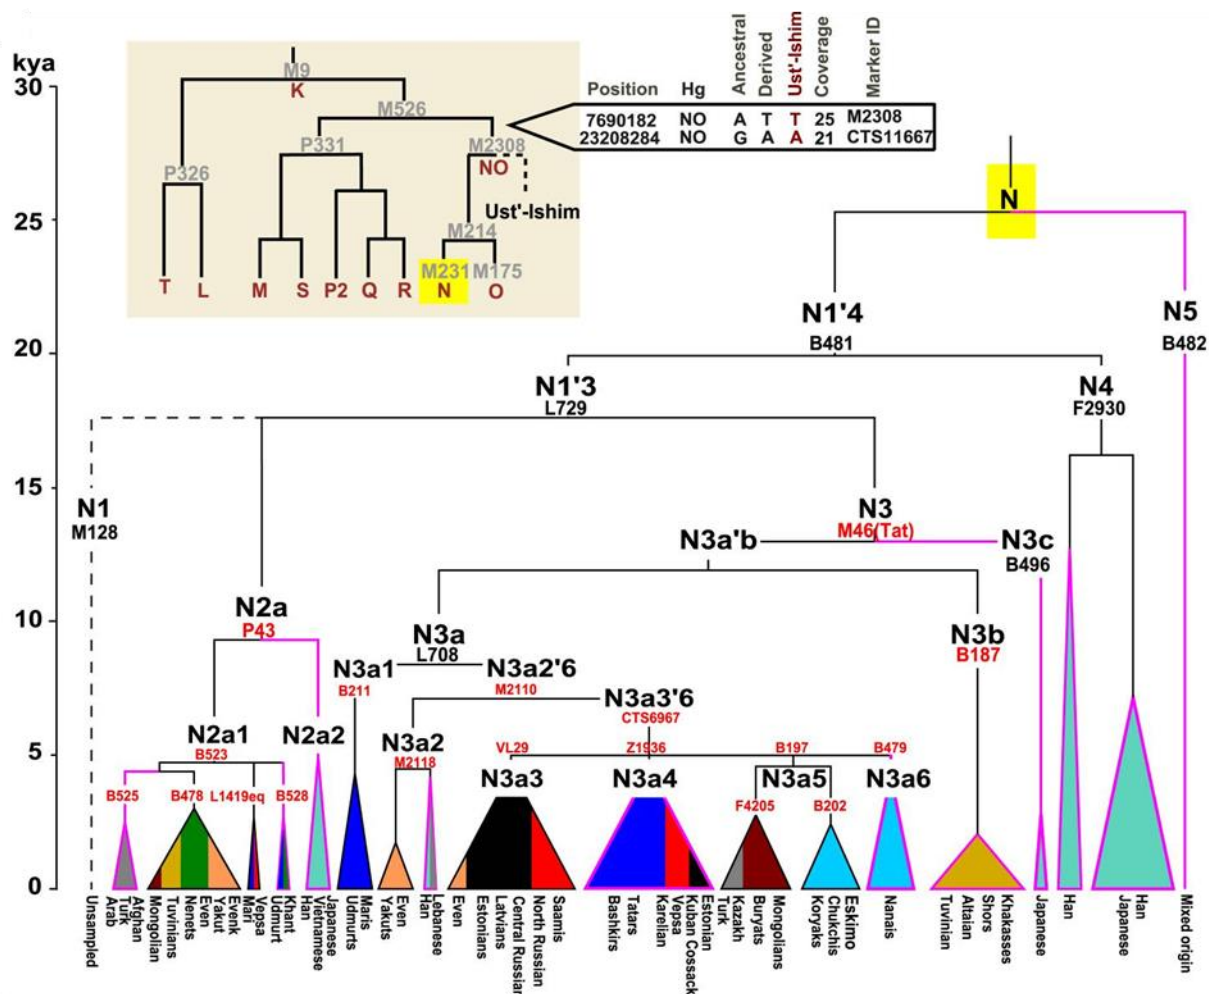 kya
30
25
20
15
10
5
0
M9
K
M526
P331
M2308
NO
P326
Ust'-Ishim
M214
M231 M175
T L M S P2 Q R N O
Position Hg Ancestral Derived Ust'-Ishim Coverage Marker ID
7690182 NO A T T 25 M2308
23208284 NO G A A 21 CTS11667
N
N1'4
B481
N5
B482
N1'3
L729
N4
F2930
N1
M128
N3
M46(Tat)
N3a'b
N3c
B496
N2a
P43
N3a
L708
N3b
B187
N3a1
B211
N3a2'6
M2110
N3a3'6
CTS6967
N2a1
B523
N2a2
N3a2
M2118
VL29 Z1936 B197 B479
N3a3 N3a4 N3a5 N3a6
B525 B478 L1419eq B528
F4205 B202
Unsampled
Arab
Turk
Afghan
Mongolian
Tuvinians
Nenets
Even
Yakut
Evenk
Mari
Vepsa
Udmurt
Khant
Han
Vietnamese
Japanese
Udmurts
Maris
Yakuts
Even
Han
Lebanese
Even
Estonians
Latvians
Central Russian
North Russian
Saamis
Bashkirs
Tatars
Karelian
Vepsa
Kuban Cossack
Estonian
Turk
Kazakh
Buryats
Mongolians
Koryaks
Chukchis
Eskimo
Nanais
Tuvinian
Altaian
Shors
Khakasses
Japanese
Han
Japanese
Han
Mixed origin